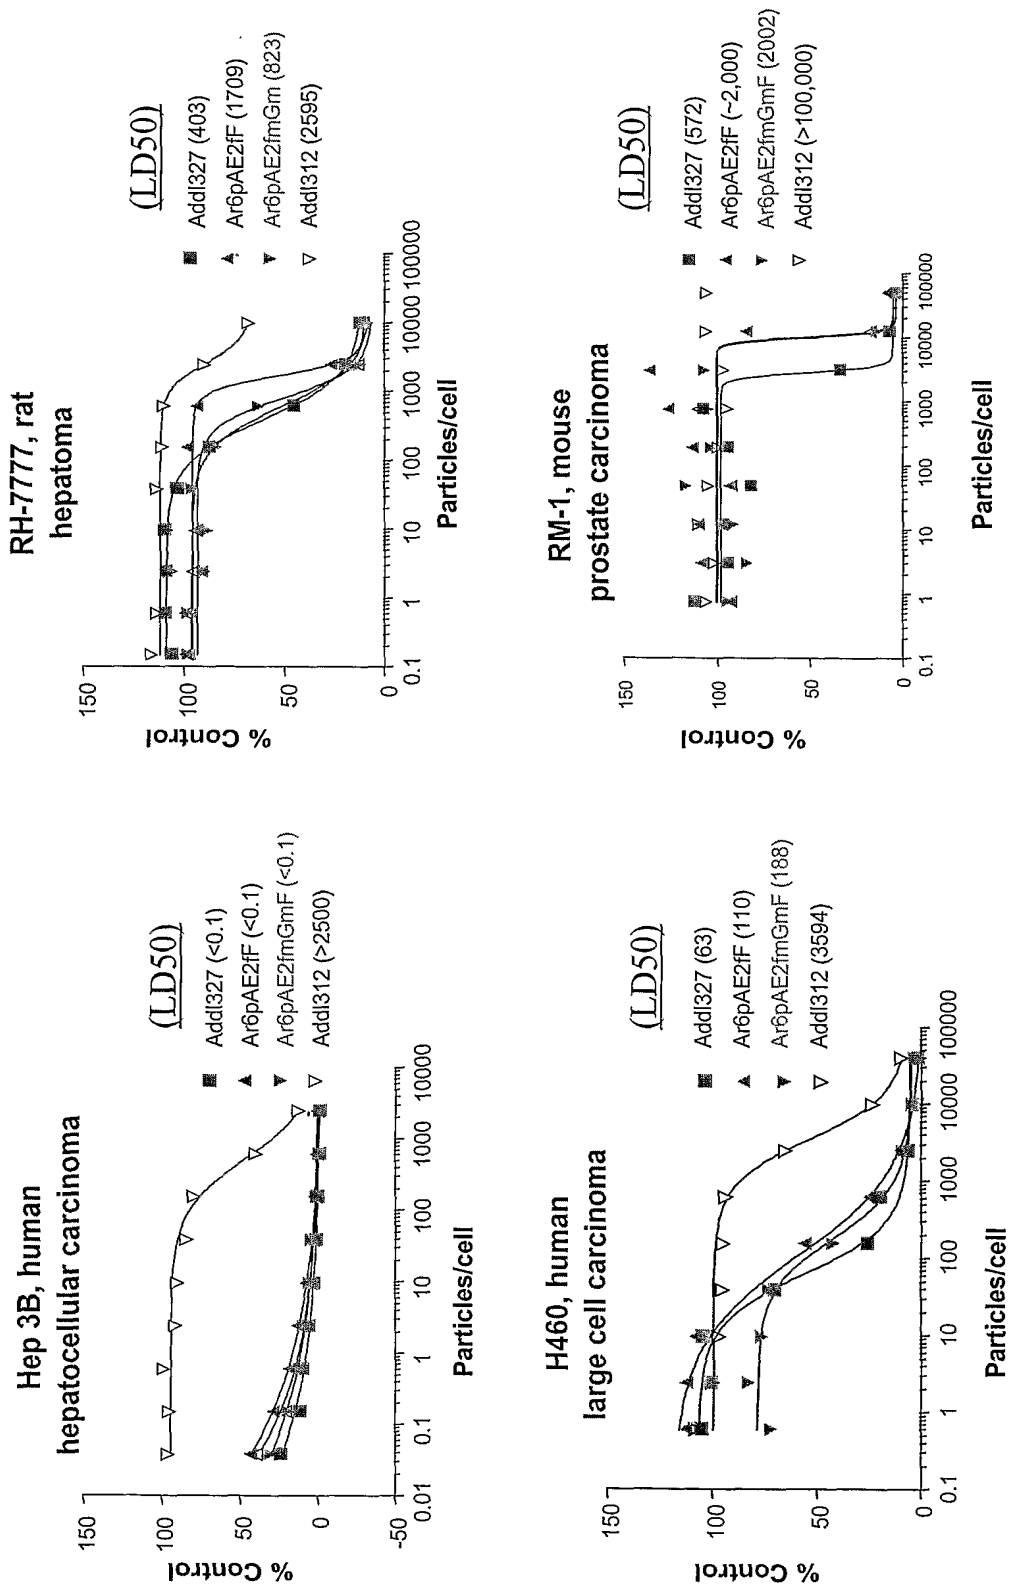 Hep 3B, human
hepatocellular carcinoma
% Control
150
100
50
0
-50
0.01
0.1
1
10
100
1000
10000
Particles/cell
(LD50)
Addl327 (<0.1)
Ar6pAE2fF (<0.1)
Ar6pAE2fmGmF (<0.1)
Addl312 (>2500)
RH-7777, rat
hepatoma
% Control
150
100
50
0
0.1
1
10
100
1000
10000
100000
Particles/cell
(LD50)
Addl327 (403)
Ar6pAE2fF (1709)
Ar6pAE2fmGm (823)
Addl312 (2595)
H460, human
large cell carcinoma
% Control
150
100
50
0
0.1
1
10
100
1000
10000
100000
Particles/cell
(LD50)
Addl327 (63)
Ar6pAE2fF (110)
Ar6pAE2fmGmF (188)
Addl312 (3594)
RM-1, mouse
prostate carcinoma
% Control
150
100
50
0
0.1
1
10
100
1000
10000
100000
Particles/cell
(LD50)
Addl327 (572)
Ar6pAE2fF (~2,000)
Ar6pAE2fmGmF (2002)
Addl312 (>100,000)